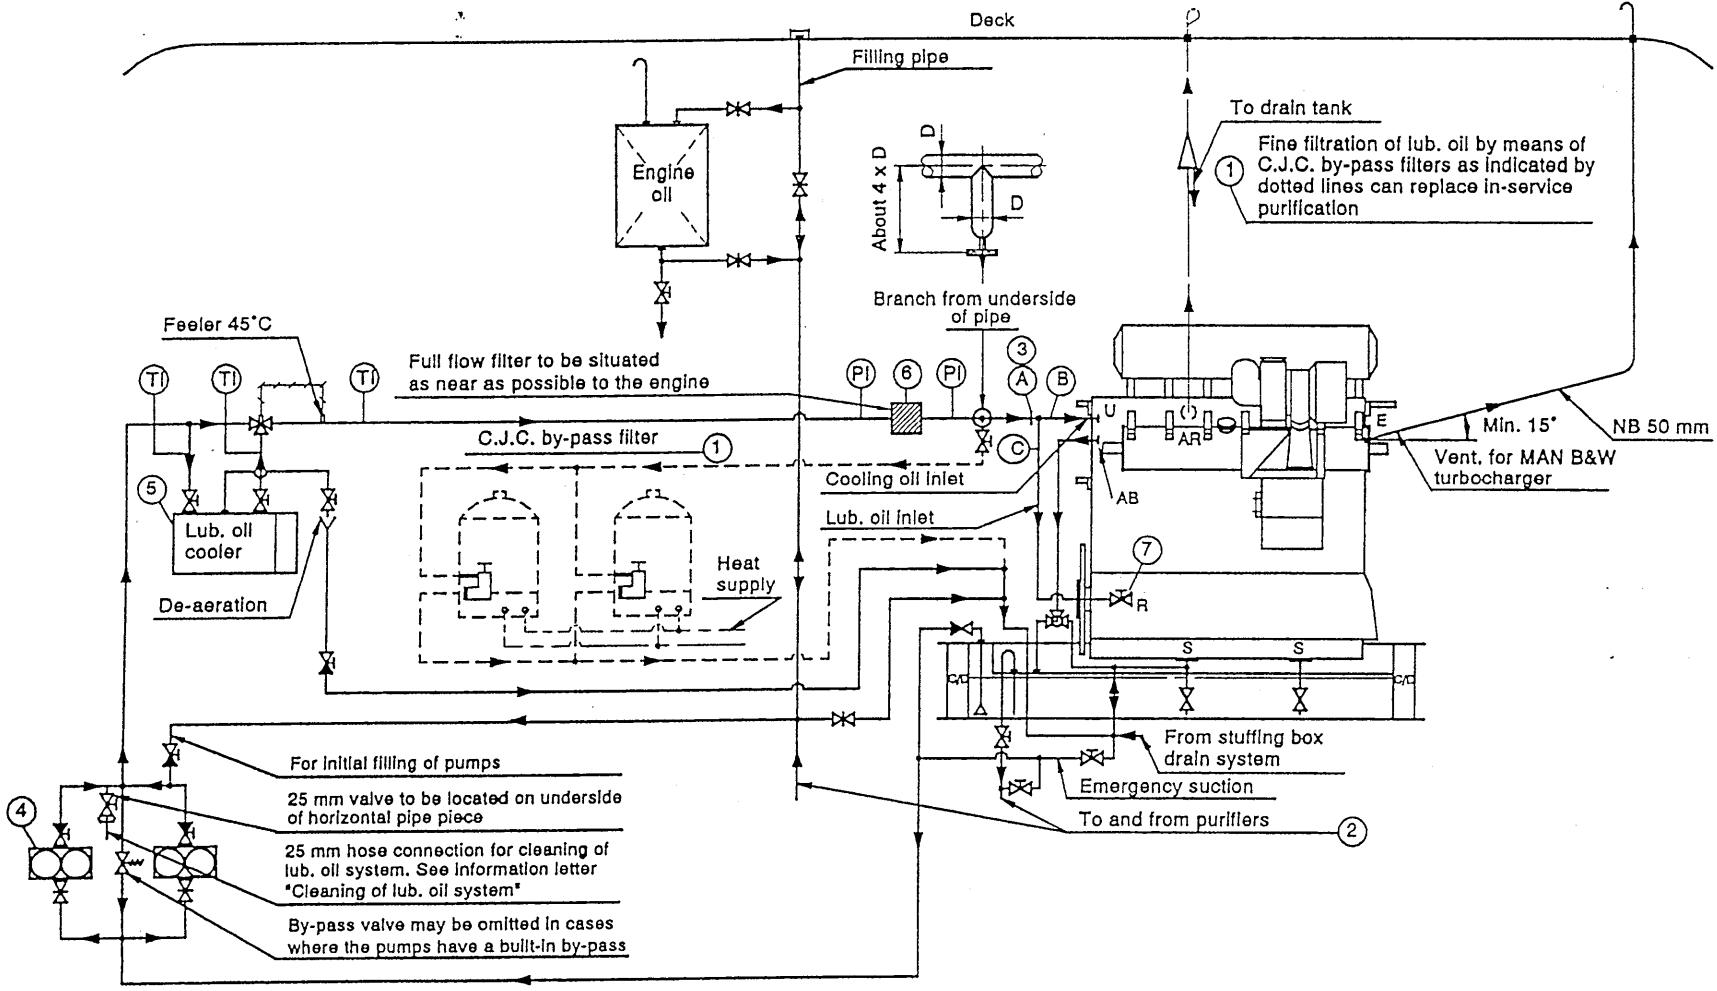 Deck
Filling pipe
To drain tank
1
Fine filtration of lub. oil by means of
C.J.C. by-pass filters as indicated by
dotted lines can replace in-service
purification
Engine
oil
D
D
About 4 x D
Branch from underside
of pipe
Feeler 45°C
TI
TI
TI
Full flow filter to be situated
as near as possible to the engine
PI
6
PI
3
A
B
U
AR
E
Min. 15°
NB 50 mm
Vent. for MAN B&W
turbocharger
C.J.C. by-pass filter
1
C
Cooling oil inlet
AB
Lub. oil inlet
5
Lub. oil
cooler
De-aeration
Heat
supply
7
R
S
S
C/D
C/D
From stuffing box
drain system
Emergency suction
To and from purifiers
2
For initial filling of pumps
25 mm valve to be located on underside
of horizontal pipe piece
4
25 mm hose connection for cleaning of
lub. oil system. See information letter
"Cleaning of lub. oil system"
By-pass valve may be omitted in cases
where the pumps have a built-in by-pass